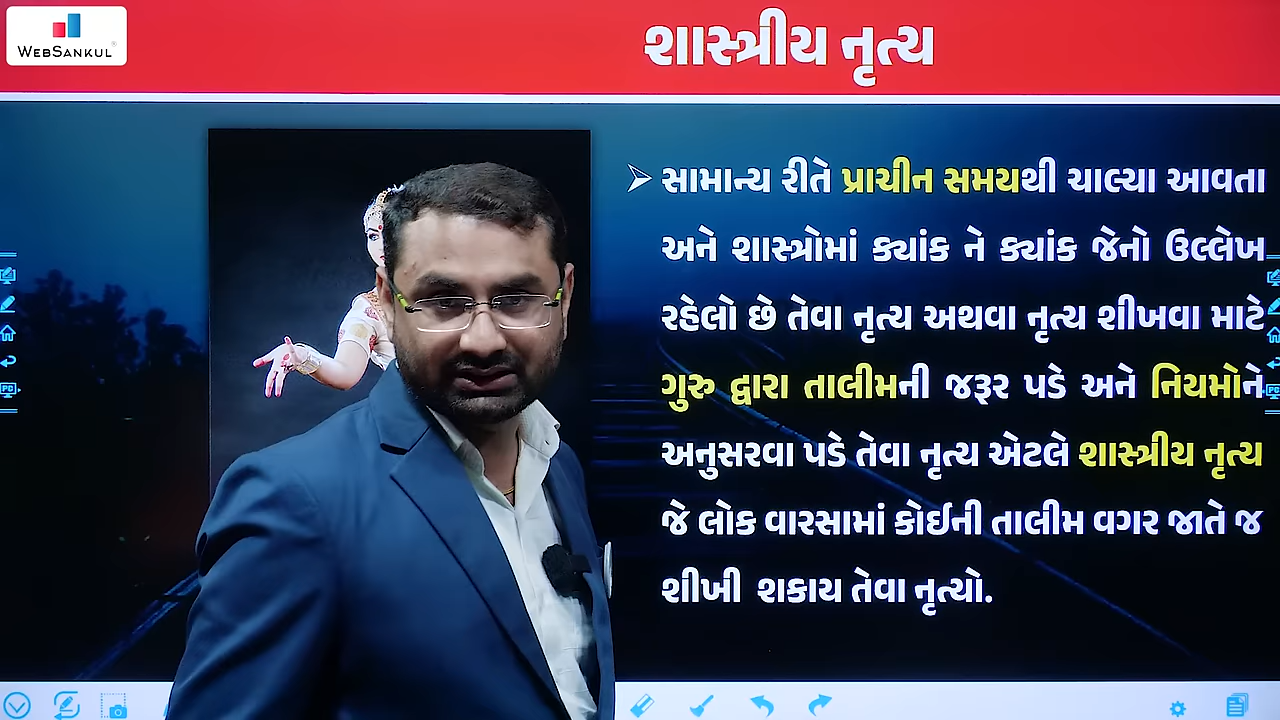 WEBSANKUL
શાસ્ત્રીય નૃત્ય
સામાન્ય રીતે પ્રાચીન સમયથી ચાલ્યા આવતા
અને શાસ્ત્રોમાં ક્યાંક ને ક્યાંક જેનો ઉલ્લેખ
રહેલો છે તેવા નૃત્ય અથવા નૃત્ય શીખવા માટે
ગુરુ દ્વારા તાલીમની જરૂર પડે અને નિયમોને
અનુસરવા પડે તેવા નૃત્ય એટલે શાસ્ત્રીય નૃત્ય
જે લોક વારસામાં કોઈની તાલીમ વગર જાતે જ
શીખી શકાય તેવા નૃત્યો.